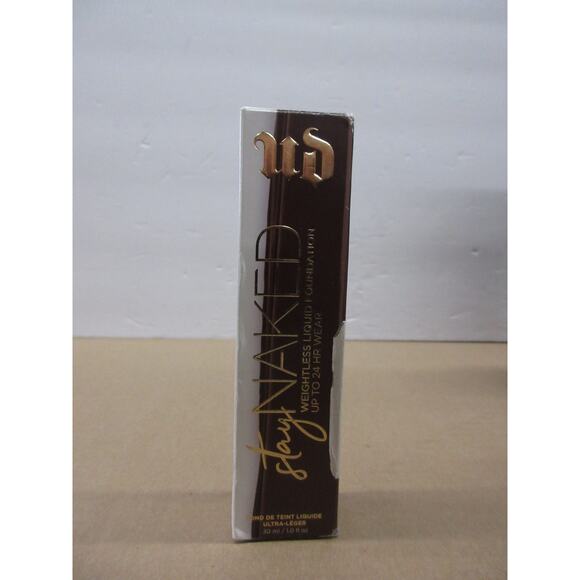 UD
stay NAKED
WEIGHTLESS LIQUID FOUNDATION
UP TO 24 HR WEAR
FOND DE TEINT LIQUIDE
ULTRA-LÉGER
30 ml / 1.0 fl oz